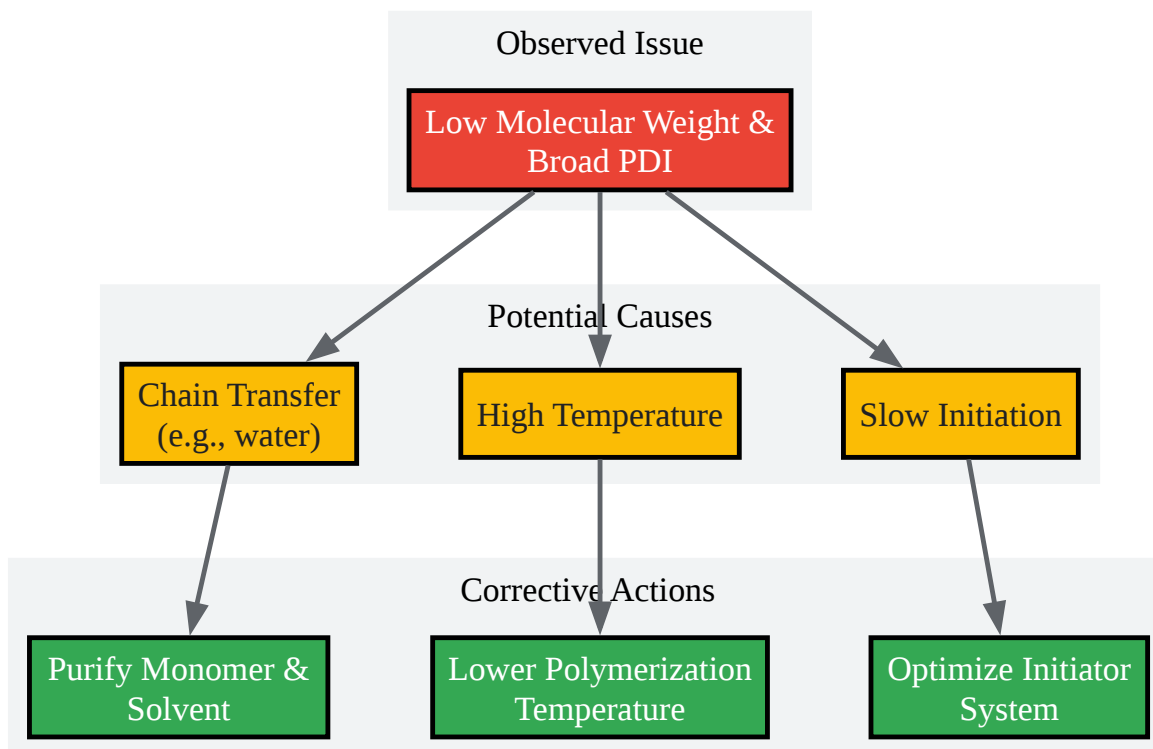 Observed Issue
Low Molecular Weight &
Broad PDI
Potential Causes
Chain Transfer
(e.g., water)
High Temperature
Slow Initiation
Corrective Actions
Purify Monomer &
Solvent
Lower Polymerization
Temperature
Optimize Initiator
System